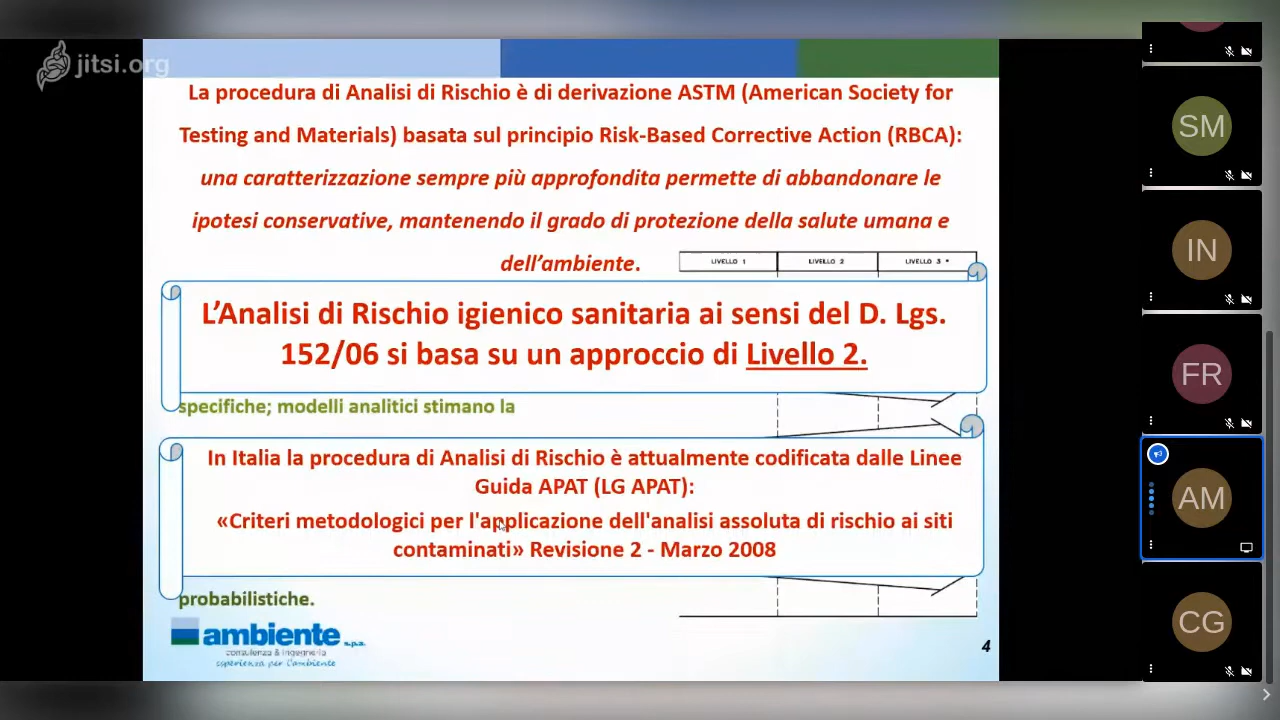 jitsi.org
La procedura di Analisi di Rischio è di derivazione ASTM (American Society for
Testing and Materials) basata sul principio Risk-Based Corrective Action (RBCA):
una caratterizzazione sempre più approfondita permette di abbandonare le
ipotesi conservative, mantenendo il grado di protezione della salute umana e
dell'ambiente.
LIVELLO 1 LIVELLO 2 LIVELLO 3 *
L'Analisi di Rischio igienico sanitaria ai sensi del D. Lgs.
152/06 si basa su un approccio di Livello 2.
specifiche; modelli analitici stimano la
In Italia la procedura di Analisi di Rischio è attualmente codificata dalle Linee
Guida APAT (LG APAT):
«Criteri metodologici per l'applicazione dell'analisi assoluta di rischio ai siti
contaminati» Revisione 2 - Marzo 2008
probabilistiche.
ambiente s.p.a.
consulenza & ingegneria
esperienza per l'ambiente
4
SM
IN
FR
AM
CG